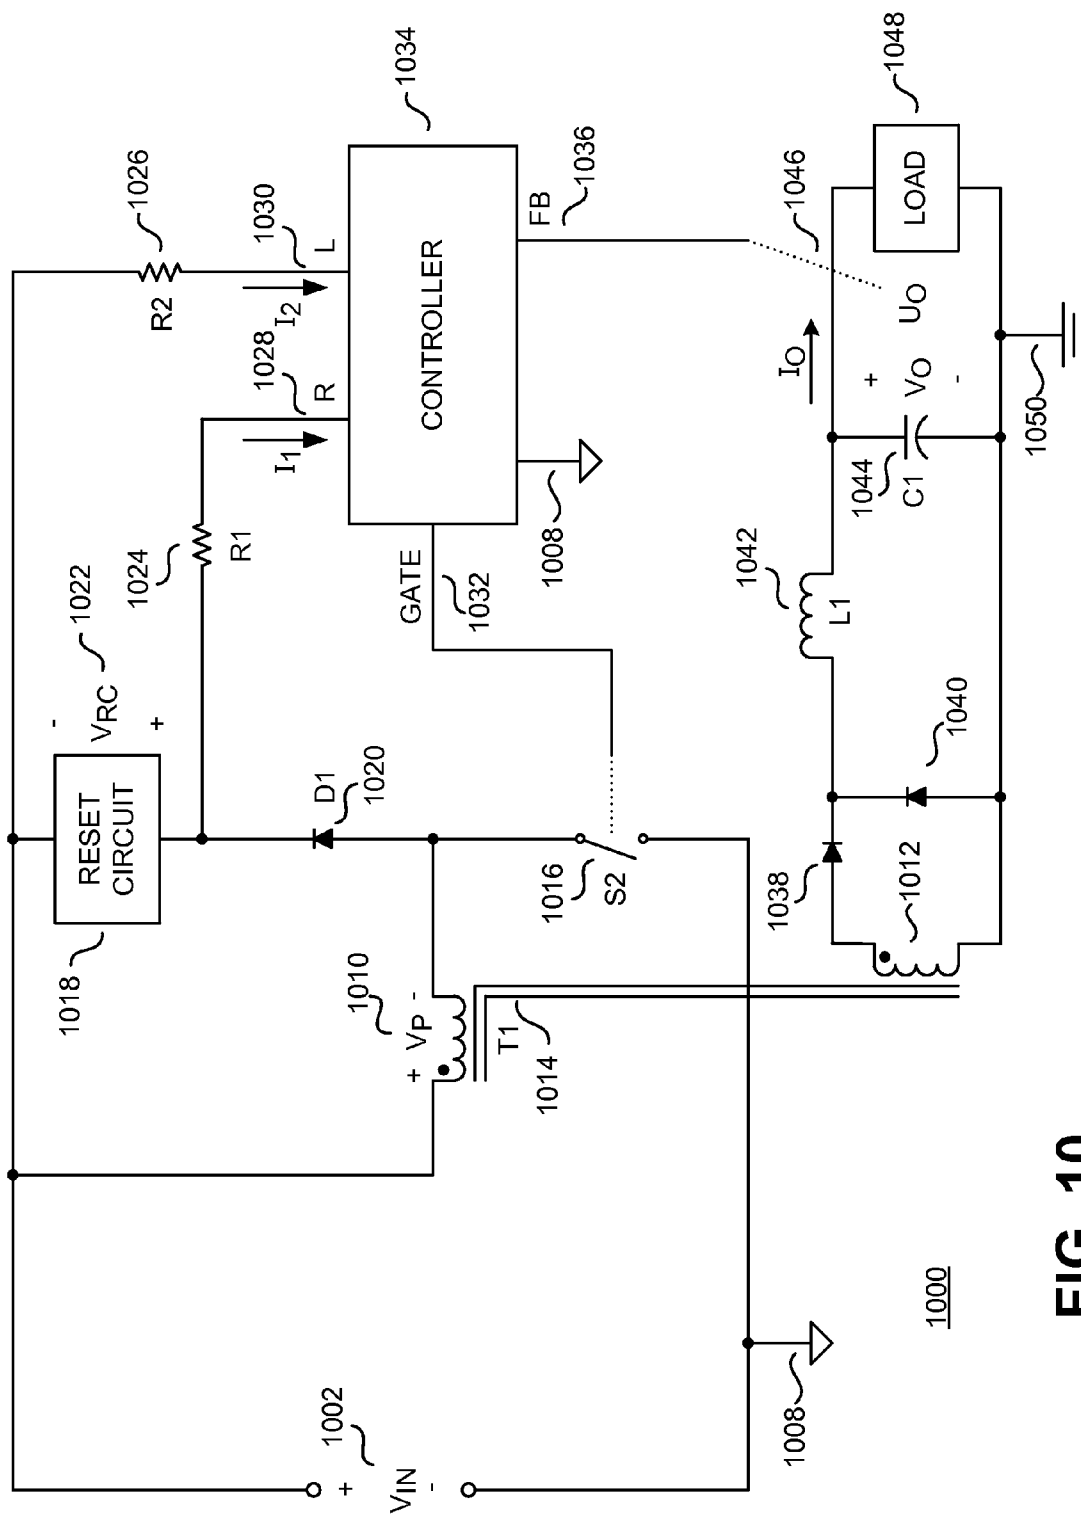 1018
RESET
CIRCUIT
-
VRC
+
1022
1024
R1
1026
R2
1030
I2
L
1028
I1
R
1034
CONTROLLER
FB
1036
GATE
1032
1008
D1
1020
1010
+ VP -
T1
1014
1016
S2
1002
+
VIN
-
1008
1038
1012
1040
1042
L1
1044
C1
IO
+
VO
-
UO
1046
LOAD
1048
1050
1000
FIG. 10